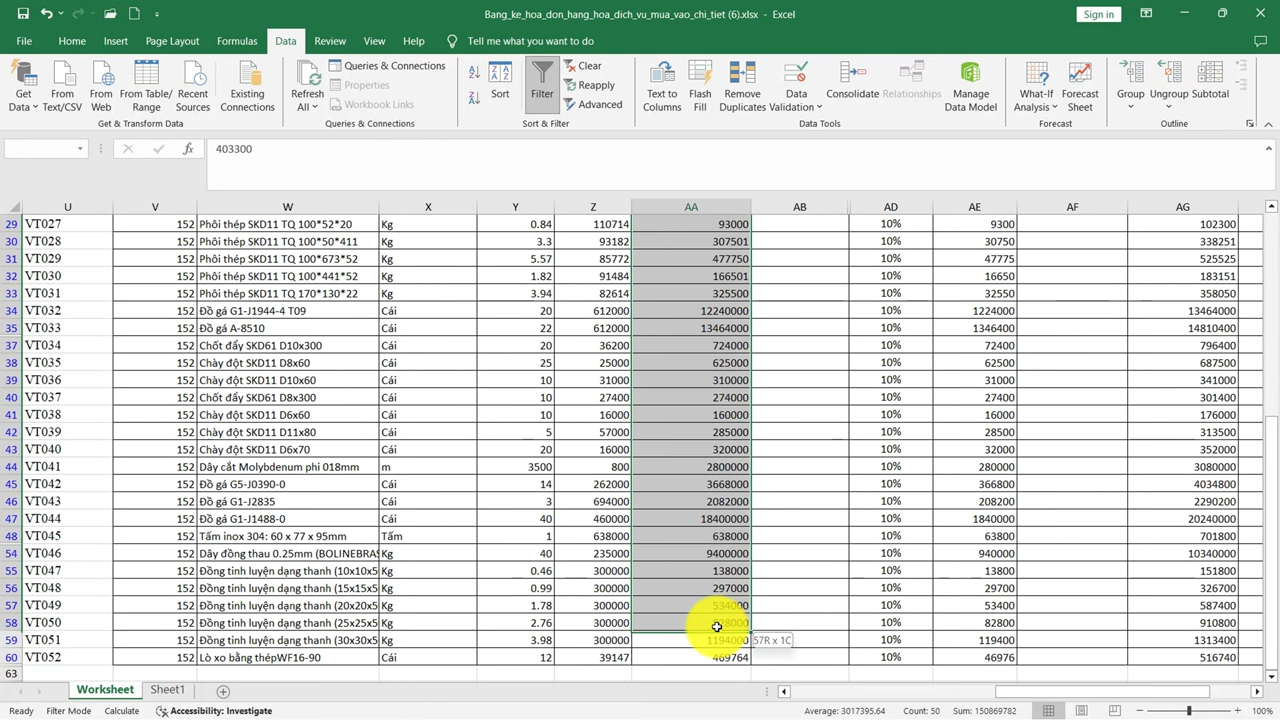 Bang_ke_hoa_don_hang_hoa_dich_vu_mua_vao_chi_tiet (6).xlsx - Excel
Sign in
File Home Insert Page Layout Formulas Data Review View Help Tell me what you want to do
Get Data From Text/CSV From Web From Table/Range Recent Sources Existing Connections
Refresh All Queries & Connections Properties Workbook Links
Sort Filter Clear Reapply Advanced
Text to Columns Flash Fill Remove Duplicates Data Validation Consolidate Relationships Manage Data Model
What-If Analysis Forecast Sheet Group Ungroup Subtotal
Get & Transform Data Queries & Connections Sort & Filter Data Tools Forecast Outline
fx 403300
U V W X Y Z AA AB AD AE AF AG
29 VT027 152 Phôi thép SKD11 TQ 100*52*20 Kg 0.84 110714 93000 10% 9300 102300
30 VT028 152 Phôi thép SKD11 TQ 100*50*411 Kg 3.3 93182 307501 10% 30750 338251
31 VT029 152 Phôi thép SKD11 TQ 100*673*52 Kg 5.57 85772 477750 10% 47775 525525
32 VT030 152 Phôi thép SKD11 TQ 100*441*52 Kg 1.82 91484 166501 10% 16650 183151
33 VT031 152 Phôi thép SKD11 TQ 170*130*22 Kg 3.94 82614 325500 10% 32550 358050
34 VT032 152 Đồ gá G1-J1944-4 T09 Cái 20 612000 12240000 10% 1224000 13464000
35 VT033 152 Đồ gá A-8510 Cái 22 612000 13464000 10% 1346400 14810400
37 VT034 152 Chốt đẩy SKD61 D10x300 Cái 20 36200 724000 10% 72400 796400
38 VT035 152 Chày đột SKD11 D8x60 Cái 25 25000 625000 10% 62500 687500
39 VT036 152 Chày đột SKD11 D10x60 Cái 10 31000 310000 10% 31000 341000
40 VT037 152 Chốt đẩy SKD61 D8x300 Cái 10 27400 274000 10% 27400 301400
41 VT038 152 Chày đột SKD11 D6x60 Cái 10 16000 160000 10% 16000 176000
42 VT039 152 Chày đột SKD11 D11x80 Cái 5 57000 285000 10% 28500 313500
43 VT040 152 Chày đột SKD11 D6x70 Cái 20 16000 320000 10% 32000 352000
44 VT041 152 Dây cắt Molybdenum phi 018mm m 3500 800 2800000 10% 280000 3080000
45 VT042 152 Đồ gá G5-J0390-0 Cái 14 262000 3668000 10% 366800 4034800
46 VT043 152 Đồ gá G1-J2835 Cái 3 694000 2082000 10% 208200 2290200
47 VT044 152 Đồ gá G1-J1488-0 Cái 40 460000 18400000 10% 1840000 20240000
48 VT045 152 Tấm inox 304: 60 x 77 x 95mm Tấm 1 638000 638000 10% 63800 701800
54 VT046 152 Dây đồng thau 0.25mm (BOLINEBRAS Kg 40 235000 9400000 10% 940000 10340000
55 VT047 152 Đồng tinh luyện dạng thanh (10x10x5 Kg 0.46 300000 138000 10% 13800 151800
56 VT048 152 Đồng tinh luyện dạng thanh (15x15x5 Kg 0.99 300000 297000 10% 29700 326700
57 VT049 152 Đồng tinh luyện dạng thanh (20x20x5 Kg 1.78 300000 534000 10% 53400 587400
58 VT050 152 Đồng tinh luyện dạng thanh (25x25x5 Kg 2.76 300000 828000 10% 82800 910800
59 VT051 152 Đồng tinh luyện dạng thanh (30x30x5 Kg 3.98 300000 1194000 57R x 1C 10% 119400 1313400
60 VT052 152 Lò xo bằng thépWF16-90 Cái 12 39147 469764 10% 46976 516740
63
Worksheet Sheet1
Ready Filter Mode Calculate Accessibility: Investigate Average: 3017395.64 Count: 50 Sum: 150869782 100%